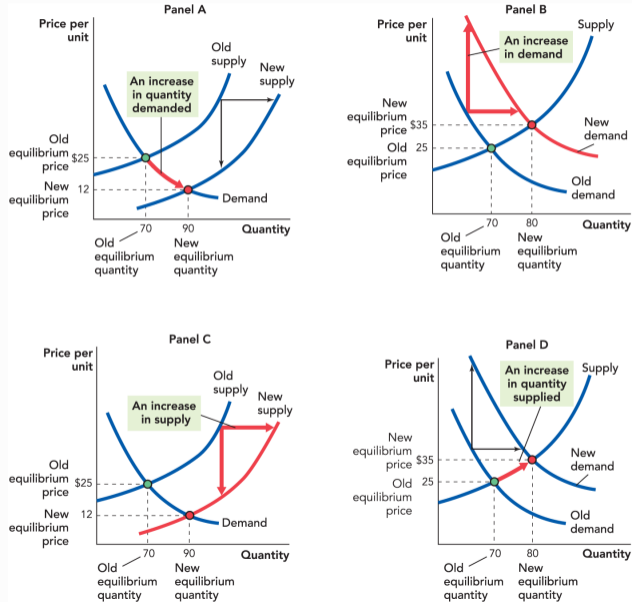 Panel A
Price per
unit
Old
supply
New
supply
An increase
in quantity
demanded
Old
equilibrium
price
$25
New
equilibrium
price
12
Demand
70
90
Quantity
Old
equilibrium
quantity
New
equilibrium
quantity
Panel B
Price per
unit
Supply
An increase
in demand
New
equilibrium
price
$35
Old
equilibrium
price
25
New
demand
Old
demand
70
80
Quantity
Old
equilibrium
quantity
New
equilibrium
quantity
Panel C
Price per
unit
Old
supply
New
supply
An increase
in supply
Old
equilibrium
price
$25
New
equilibrium
price
12
Demand
70
90
Quantity
Old
equilibrium
quantity
New
equilibrium
quantity
Panel D
Price per
unit
Supply
An increase
in quantity
supplied
New
equilibrium
price
$35
Old
equilibrium
price
25
New
demand
Old
demand
70
80
Quantity
Old
equilibrium
quantity
New
equilibrium
quantity